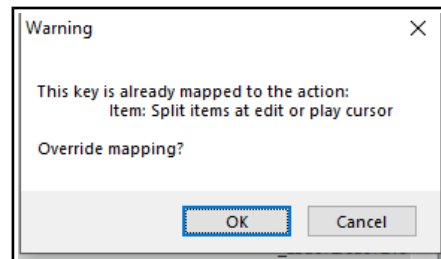 Warning
This key is already mapped to the action:
Item: Split items at edit or play cursor
Override mapping?
OK
Cancel